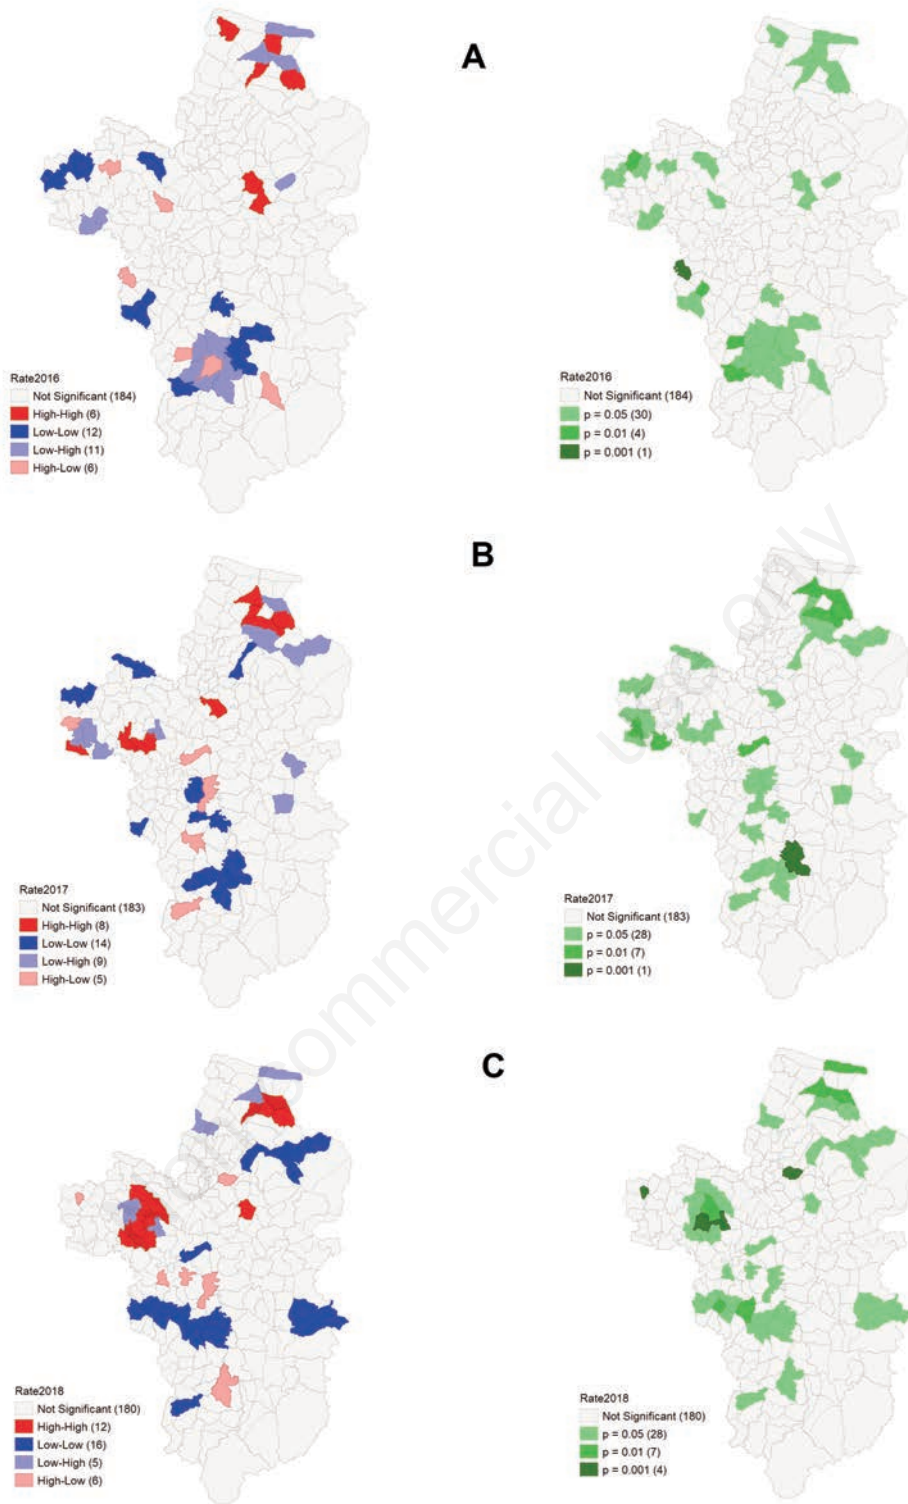 A
Rate2016
Not Significant (184)
High-High (6)
Low-Low (12)
Low-High (11)
High-Low (6)
Rate2016
Not Significant (184)
p = 0.05 (30)
p = 0.01 (4)
p = 0.001 (1)
B
Rate2017
Not Significant (183)
High-High (8)
Low-Low (14)
Low-High (9)
High-Low (5)
Rate2017
Not Significant (183)
p = 0.05 (28)
p = 0.01 (7)
p = 0.001 (1)
C
Rate2018
Not Significant (180)
High-High (12)
Low-Low (16)
Low-High (5)
High-Low (6)
Rate2018
Not Significant (180)
p = 0.05 (28)
p = 0.01 (7)
p = 0.001 (4)
commercial use only